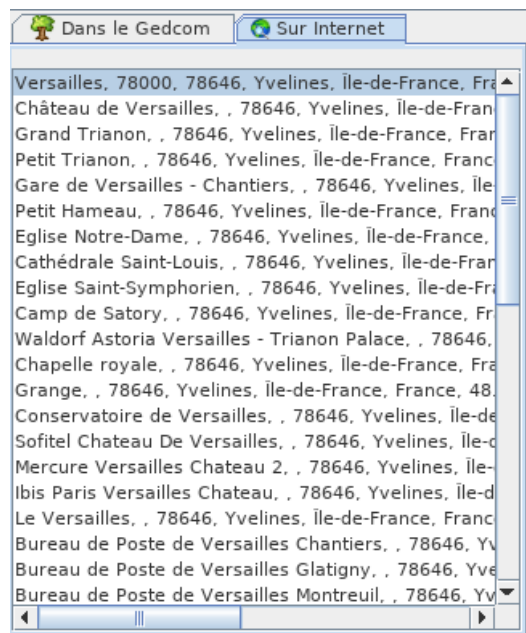 Dans le Gedcom
Sur Internet
Versailles, 78000, 78646, Yvelines, Île-de-France, Fra
Château de Versailles, , 78646, Yvelines, Île-de-Fran
Grand Trianon, , 78646, Yvelines, Île-de-France, Fran
Petit Trianon, , 78646, Yvelines, Île-de-France, Franc
Gare de Versailles - Chantiers, , 78646, Yvelines, Île
Petit Hameau, , 78646, Yvelines, Île-de-France, Franc
Eglise Notre-Dame, , 78646, Yvelines, Île-de-France,
Cathédrale Saint-Louis, , 78646, Yvelines, Île-de-Fran
Eglise Saint-Symphorien, , 78646, Yvelines, Île-de-Fra
Camp de Satory, , 78646, Yvelines, Île-de-France, Fr
Waldorf Astoria Versailles - Trianon Palace, , 78646,
Chapelle royale, , 78646, Yvelines, Île-de-France, Fra
Grange, , 78646, Yvelines, Île-de-France, France, 48.
Conservatoire de Versailles, , 78646, Yvelines, Île-de
Sofitel Chateau De Versailles, , 78646, Yvelines, Île-d
Mercure Versailles Chateau 2, , 78646, Yvelines, Île-
Ibis Paris Versailles Chateau, , 78646, Yvelines, Île-d
Le Versailles, , 78646, Yvelines, Île-de-France, Franc
Bureau de Poste de Versailles Chantiers, , 78646, Yv
Bureau de Poste de Versailles Glatigny, , 78646, Yve
Bureau de Poste de Versailles Montreuil, , 78646, Yv